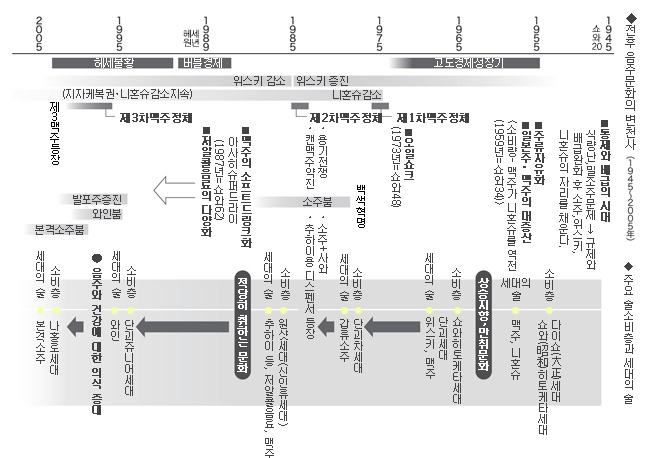 ◆ 전후 음주문화의 변천사 (~1945~2005年)
◆ 주요 술소비층과 세대의 술
1945
쇼와20
1955
1965
1975
1985
1989
헤세
원년
1995
2005
고도경제성장기
버블경제
헤세불황
위스키 증진
위스키 감소
니혼슈감소
(지자케복권·니혼슈감소지속)
제1차맥주정체
제2차맥주정체
제3차맥주정체
제3맥주등장
■통제와 배급의 시대
식량난밀조주문제 → 규제와
배급완화 후 소주·위스키,
니혼슈의 자리를 채운다.
■주류자유화
■일본주·맥주의 대증산
<소비량> 맥주가 니혼슈를 역전
(1959년=쇼와34)
■오일쇼크
(1973년=쇼와48)
백색혁명
·용기전쟁
·캔맥주약진
■맥주의 소프트드링크화
아사히슈퍼드라이
(1987년=쇼와62)
■저알콜음료의 다양화
소주붐
·소주+사와
·추하이용 디스펜서 등장
발포주증진
와인붐
본격소주붐
상승지향, 만취문화
적당히 취하는 문화
● 음주와 건강에 대한 의식, 증대
소비층
다이쇼(大正)세대
쇼와(昭和)히토케타세대
세대의
술
맥주, 니혼슈
소비층
쇼와히토케타세대
단괴세대
세대의 술
위스키, 맥주
소비층
단괴차세대
세대의 술
갑류소주
소비층
원샷세대(신인류세대)
세대의 술
추하이 등, 저알콜음료, 맥주
소비층
단괴주니어세대
세대의 술
와인
소비층
나홀로세대
세대의 술
본격소주